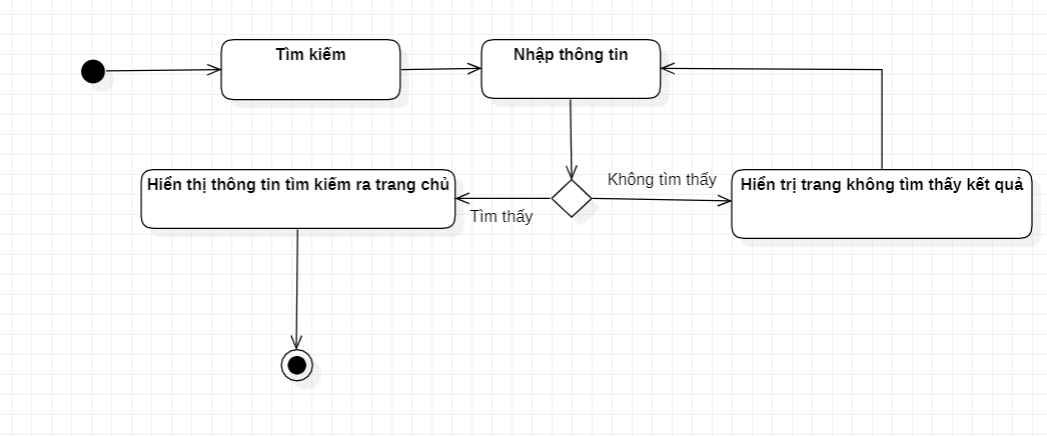 Tìm kiếm
Nhập thông tin
Hiển thị thông tin tìm kiếm ra trang chủ
Tìm thấy
Không tìm thấy
Hiển trị trang không tìm thấy kết quả